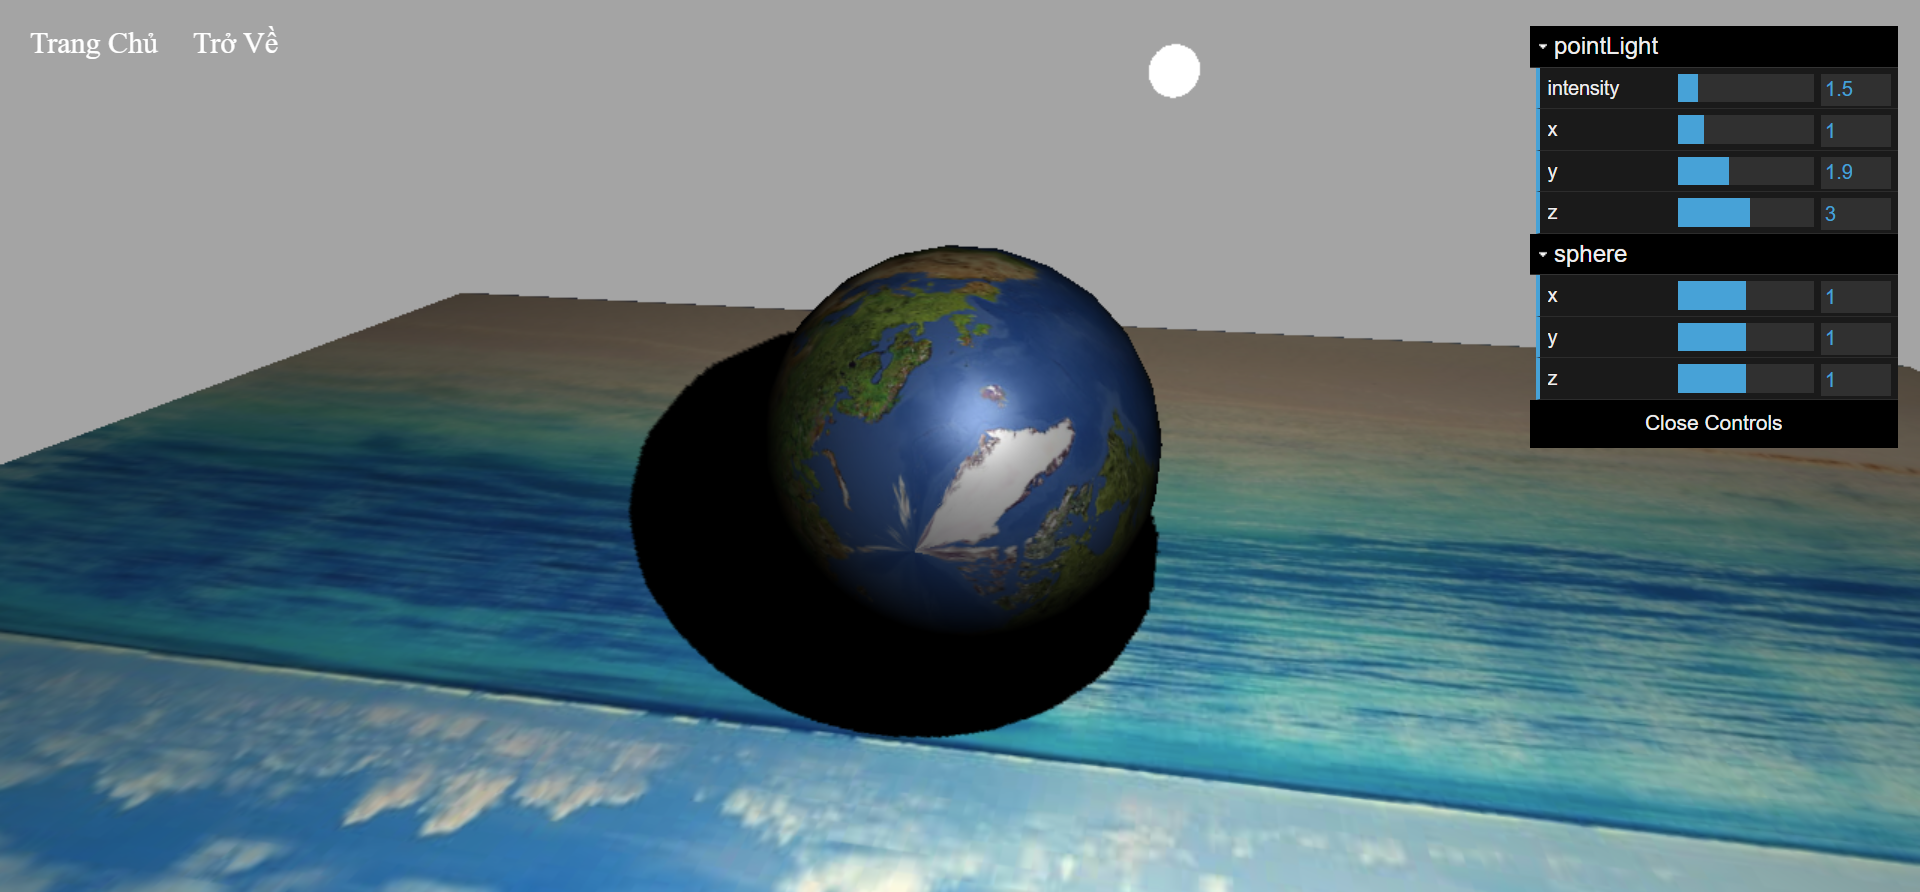 Trang Chủ Trở Về
pointLight
intensity 1.5
x 1
y 1.9
z 3
sphere
x 1
y 1
z 1
Close Controls